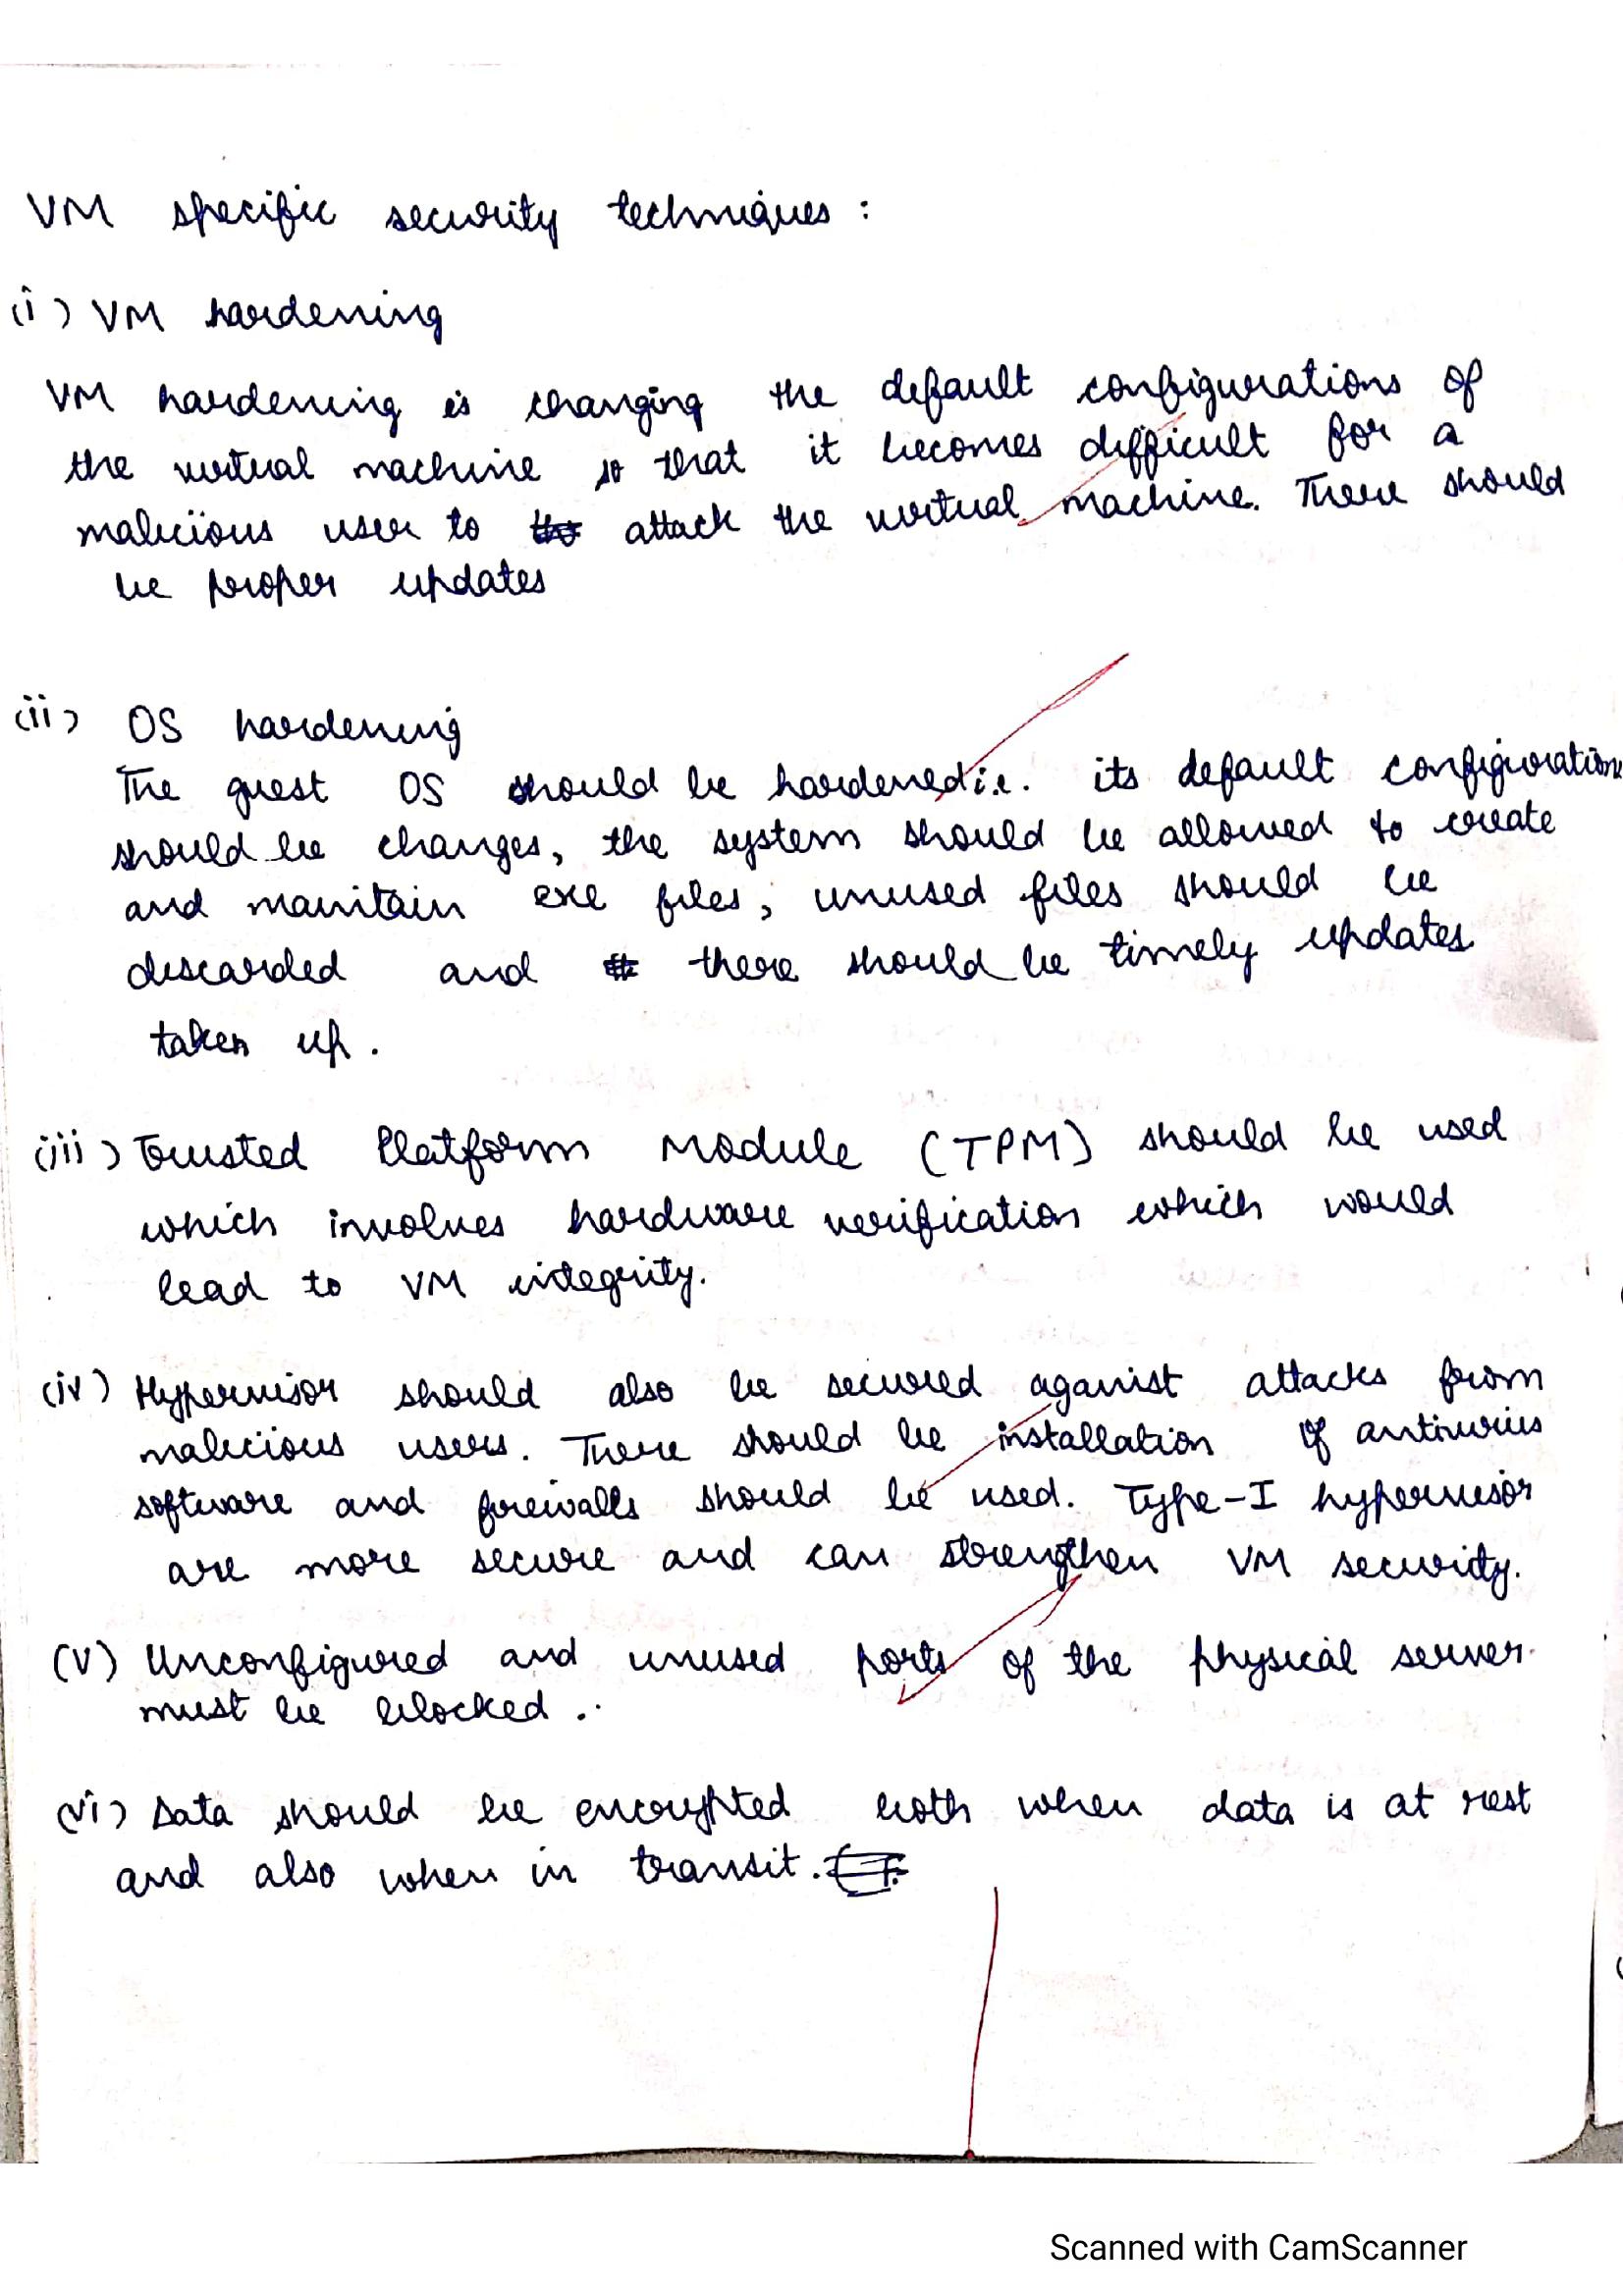 VM specific security techniques :
(i) VM hardening
VM hardening is changing the default configurations of
the virtual machine so that it becomes difficult for a
malicious user to attack the virtual machine. There should
be proper updates
(ii) OS hardening
The guest OS should be hardened i.e. its default configurations
should be changes, the system should be allowed to create
and manitain exe files, unused files should be
discarded and there should be timely updates
taken up.
(iii) Trusted Platform Module (TPM) should be used
which involves hardware verification which would
lead to VM integrity.
(iv) Hypervisor should also be secured against attacks from
malicious users. There should be installation of antivirus
software and firewalls should be used. Type-I hypervisor
are more secure and can strengthen VM security.
(v) Unconfigured and unused ports of the physical server
must be blocked.
(vi) Data should be encrypted both when data is at rest
and also when in transit.
Scanned with CamScanner